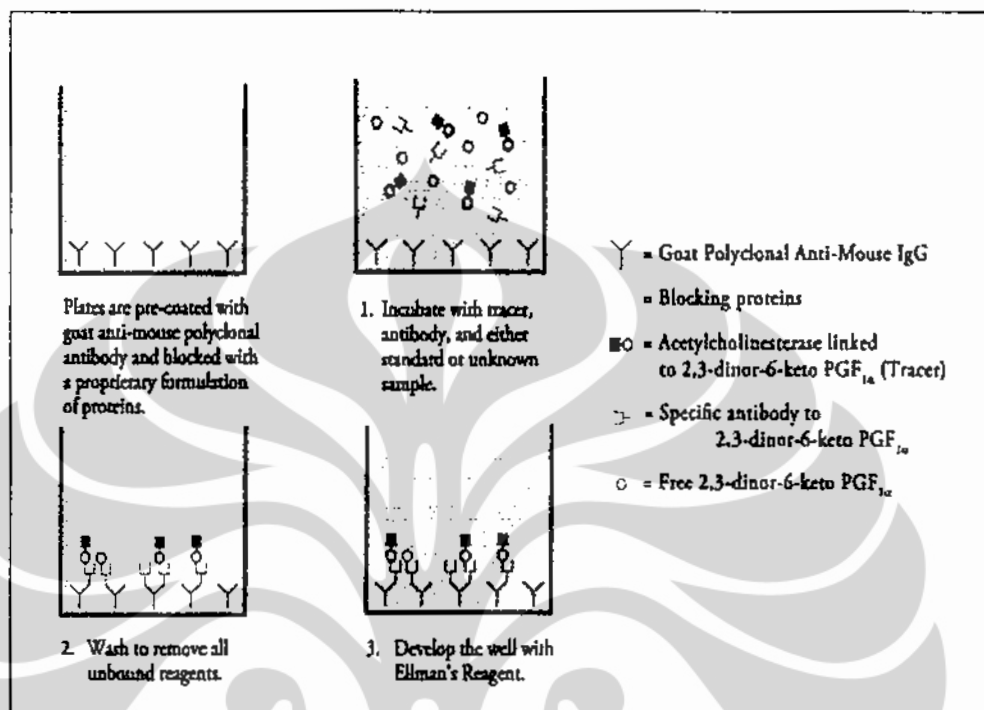 Plates are pre-coated with
goat anti-mouse polyclonal
antibody and blocked with
a proprietary formulation
of proteins.
1. Incubate with tracer,
antibody, and either
standard or unknown
sample.
= Goat Polyclonal Anti-Mouse IgG
= Blocking proteins
= Acetylcholinesterase linked
to 2,3-dinor-6-keto PGF1α (Tracer)
= Specific antibody to
2,3-dinor-6-keto PGF1α
= Free 2,3-dinor-6-keto PGF1α
2. Wash to remove all
unbound reagents.
3. Develop the well with
Ellman's Reagent.